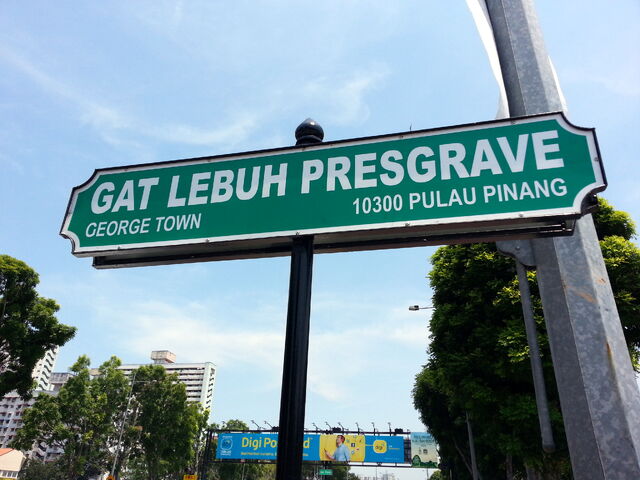 GAT LEBUH PRESGRAVE
GEORGE TOWN
10300 PULAU PINANG
Digi